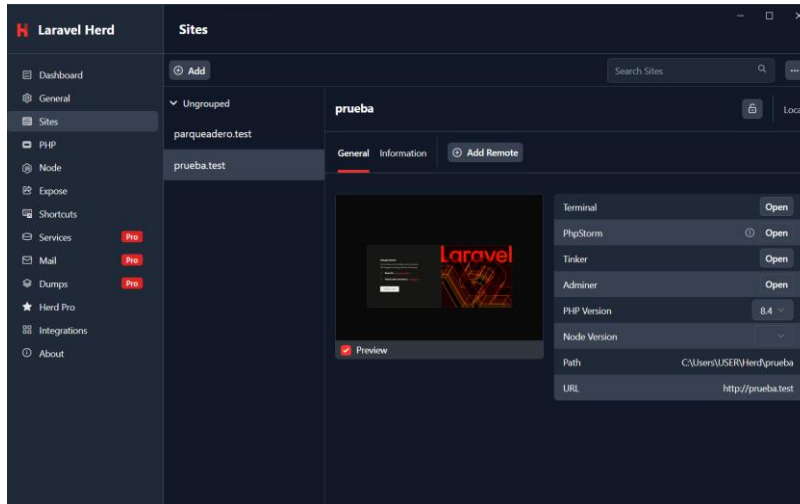 Laravel Herd
Sites
Dashboard
General
Sites
PHP
Node
Expose
Shortcuts
Services Pro
Mail Pro
Dumps Pro
Herd Pro
Integrations
About
Add
Search Sites
Ungrouped
parqueadero.test
prueba.test
prueba
Loca
General Information Add Remote
Laravel
Preview
Terminal Open
PhpStorm Open
Tinker Open
Adminer Open
PHP Version 8.4
Node Version
Path C:\Users\USER\Herd\prueba
URL http://prueba.test